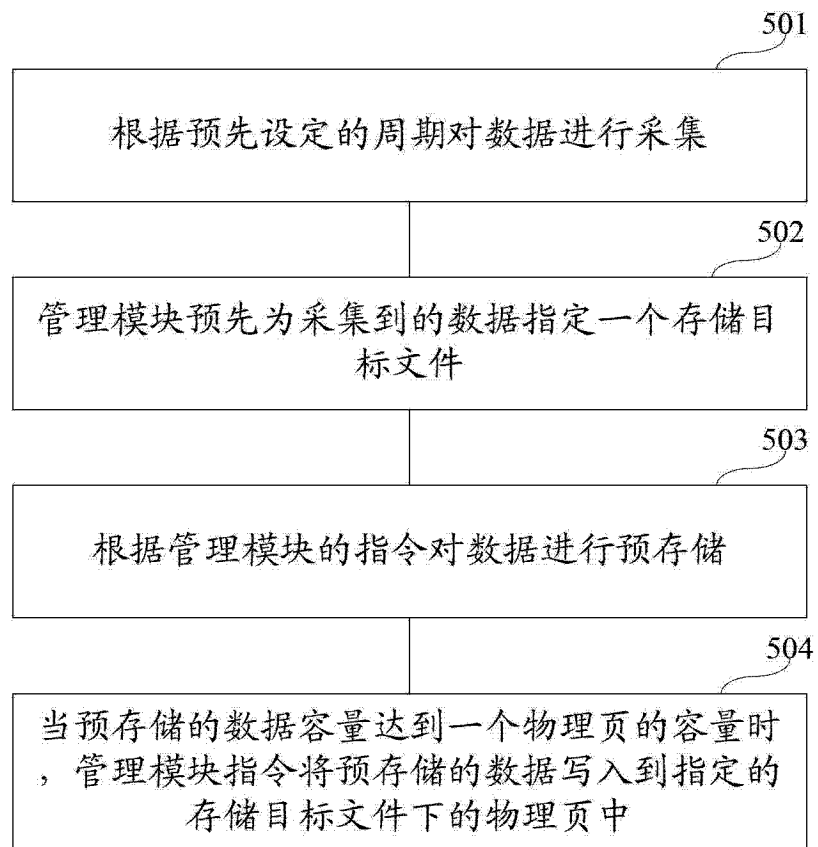 501
根据预先设定的周期对数据进行采集
502
管理模块预先为采集到的数据指定一个存储目
标文件
503
根据管理模块的指令对数据进行预存储
504
当预存储的数据容量达到一个物理页的容量时
，管理模块指令将预存储的数据写入到指定的
存储目标文件下的物理页中